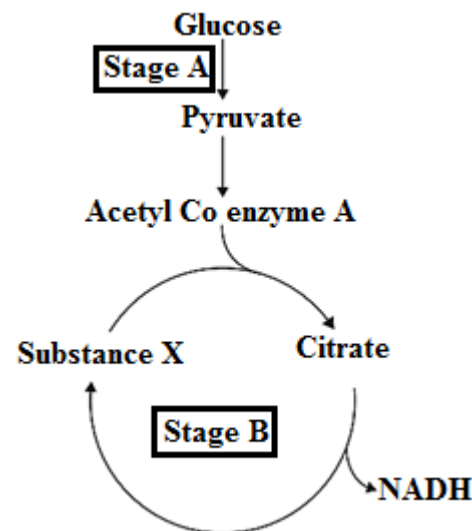 Glucose
Stage A
Pyruvate
Acetyl Co enzyme A
Substance X
Citrate
Stage B
NADH